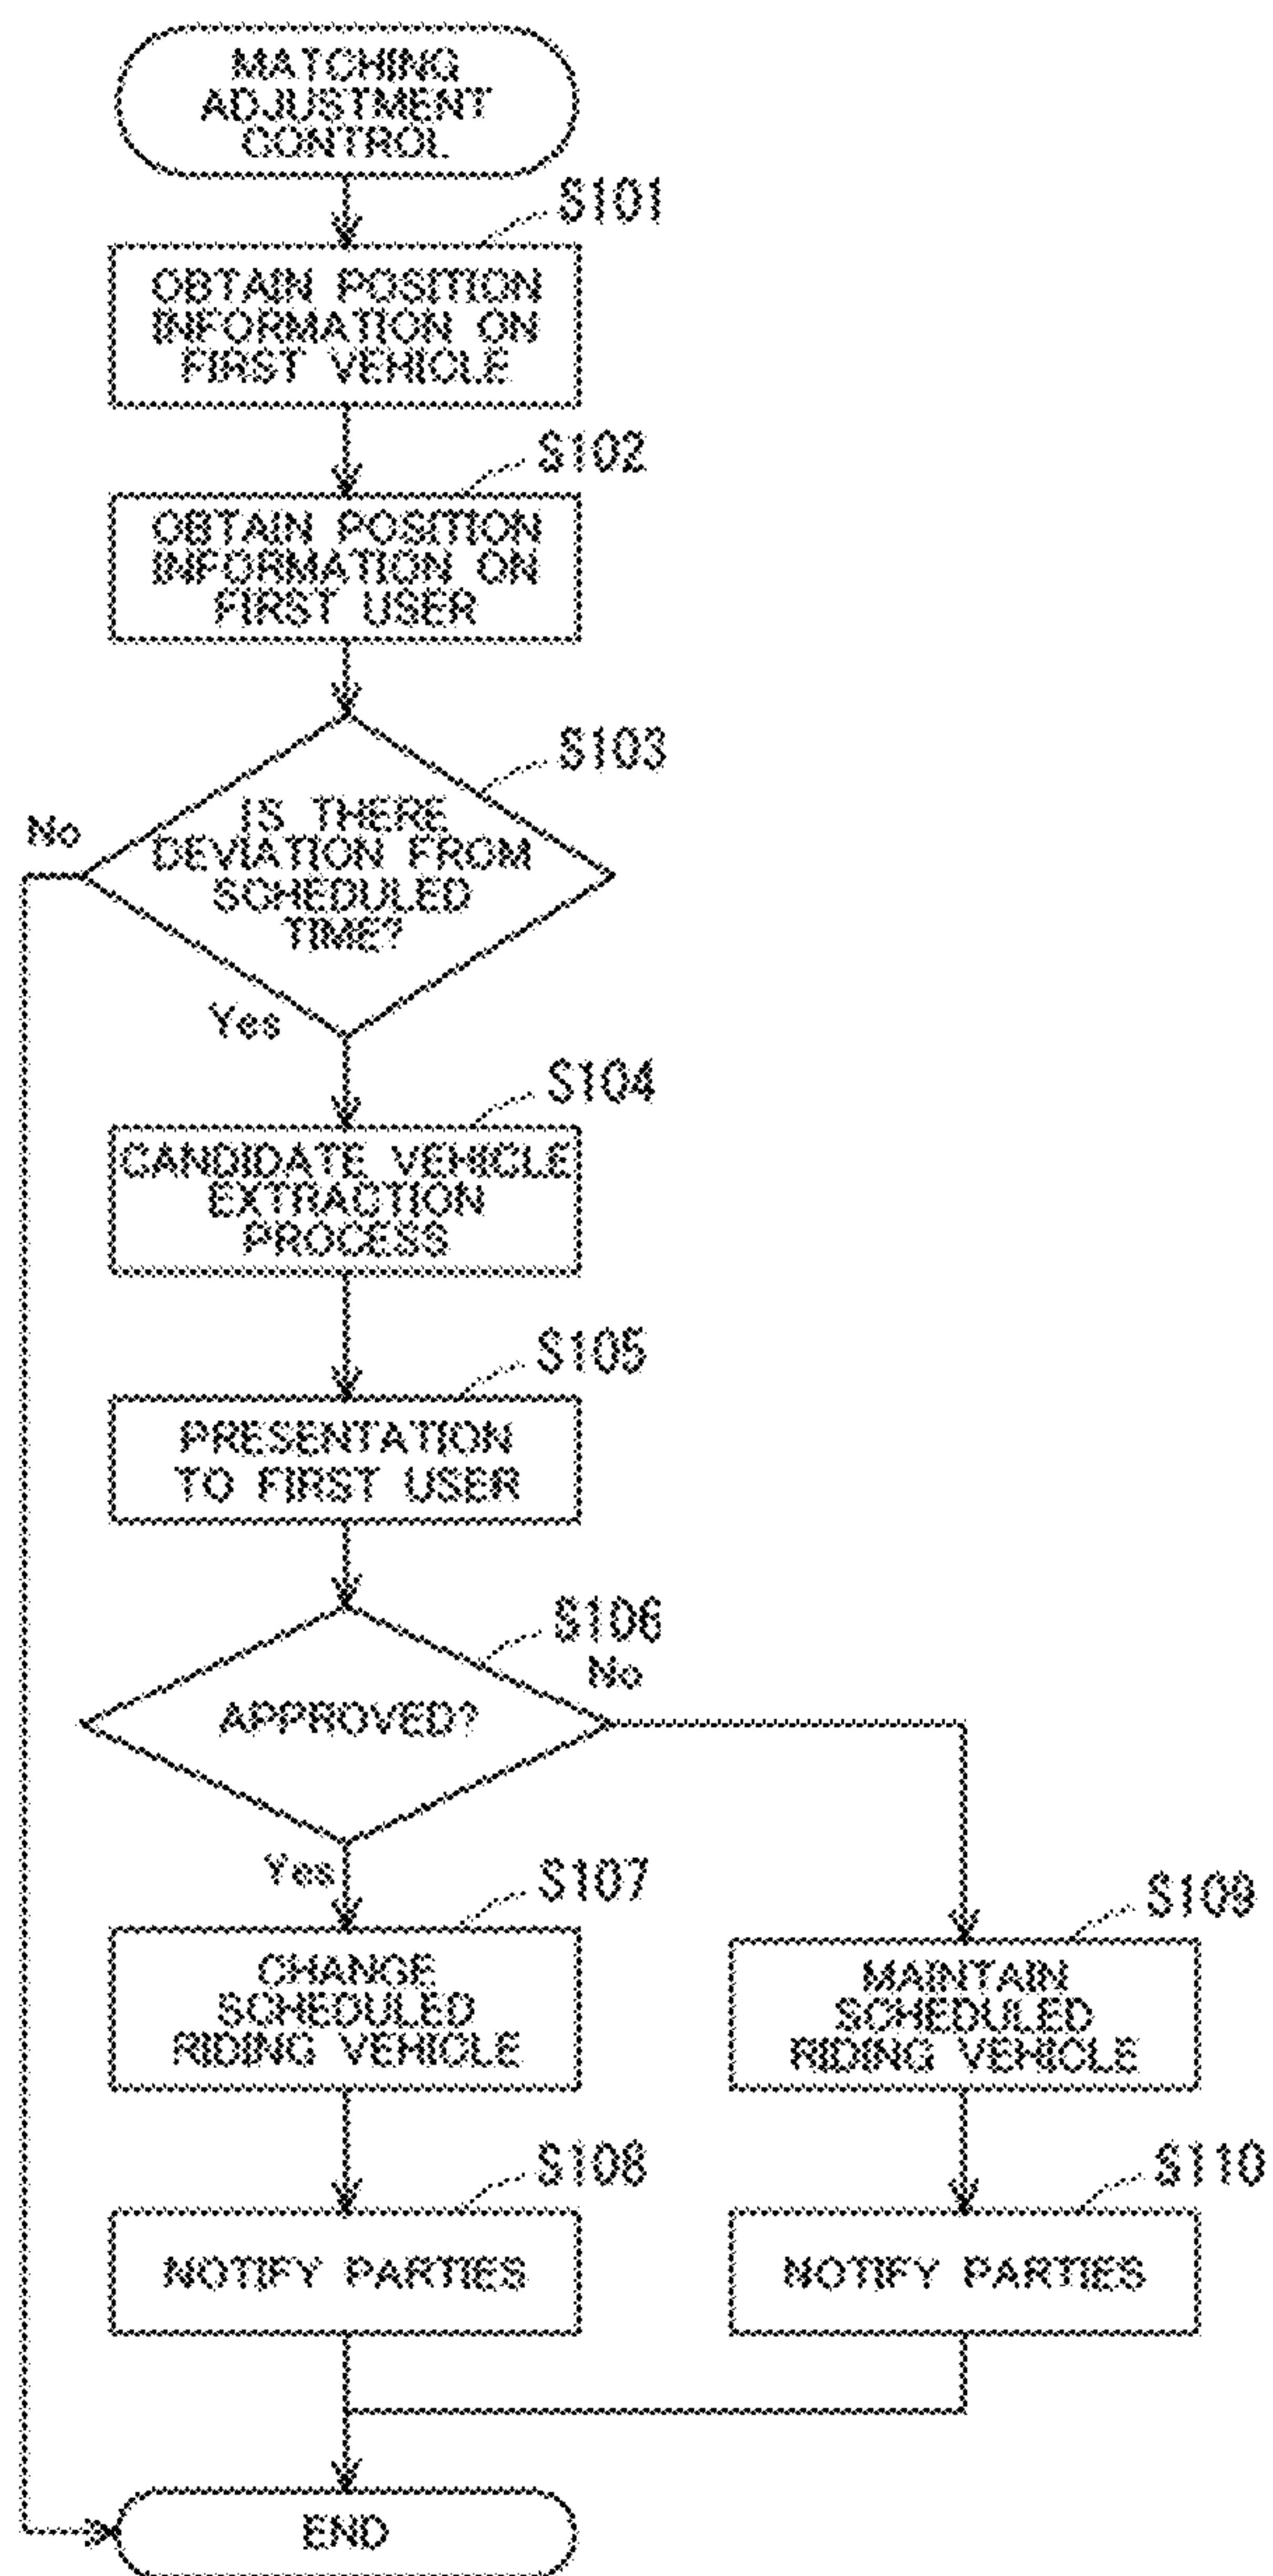 MATCHING
ADJUSTMENT
CONTROL
S101
OBTAIN POSITION
INFORMATION ON
FIRST VEHICLE
S102
OBTAIN POSITION
INFORMATION ON
FIRST USER
S103
No
IS THERE
DEVIATION FROM
SCHEDULED
TIME?
Yes
S104
CANDIDATE VEHICLE
EXTRACTION
PROCESS
S105
PRESENTATION
TO FIRST USER
S106
No
APPROVED?
Yes
S107
CHANGE
SCHEDULED
RIDING VEHICLE
S109
MAINTAIN
SCHEDULED
RIDING VEHICLE
S108
NOTIFY PARTIES
S110
NOTIFY PARTIES
END